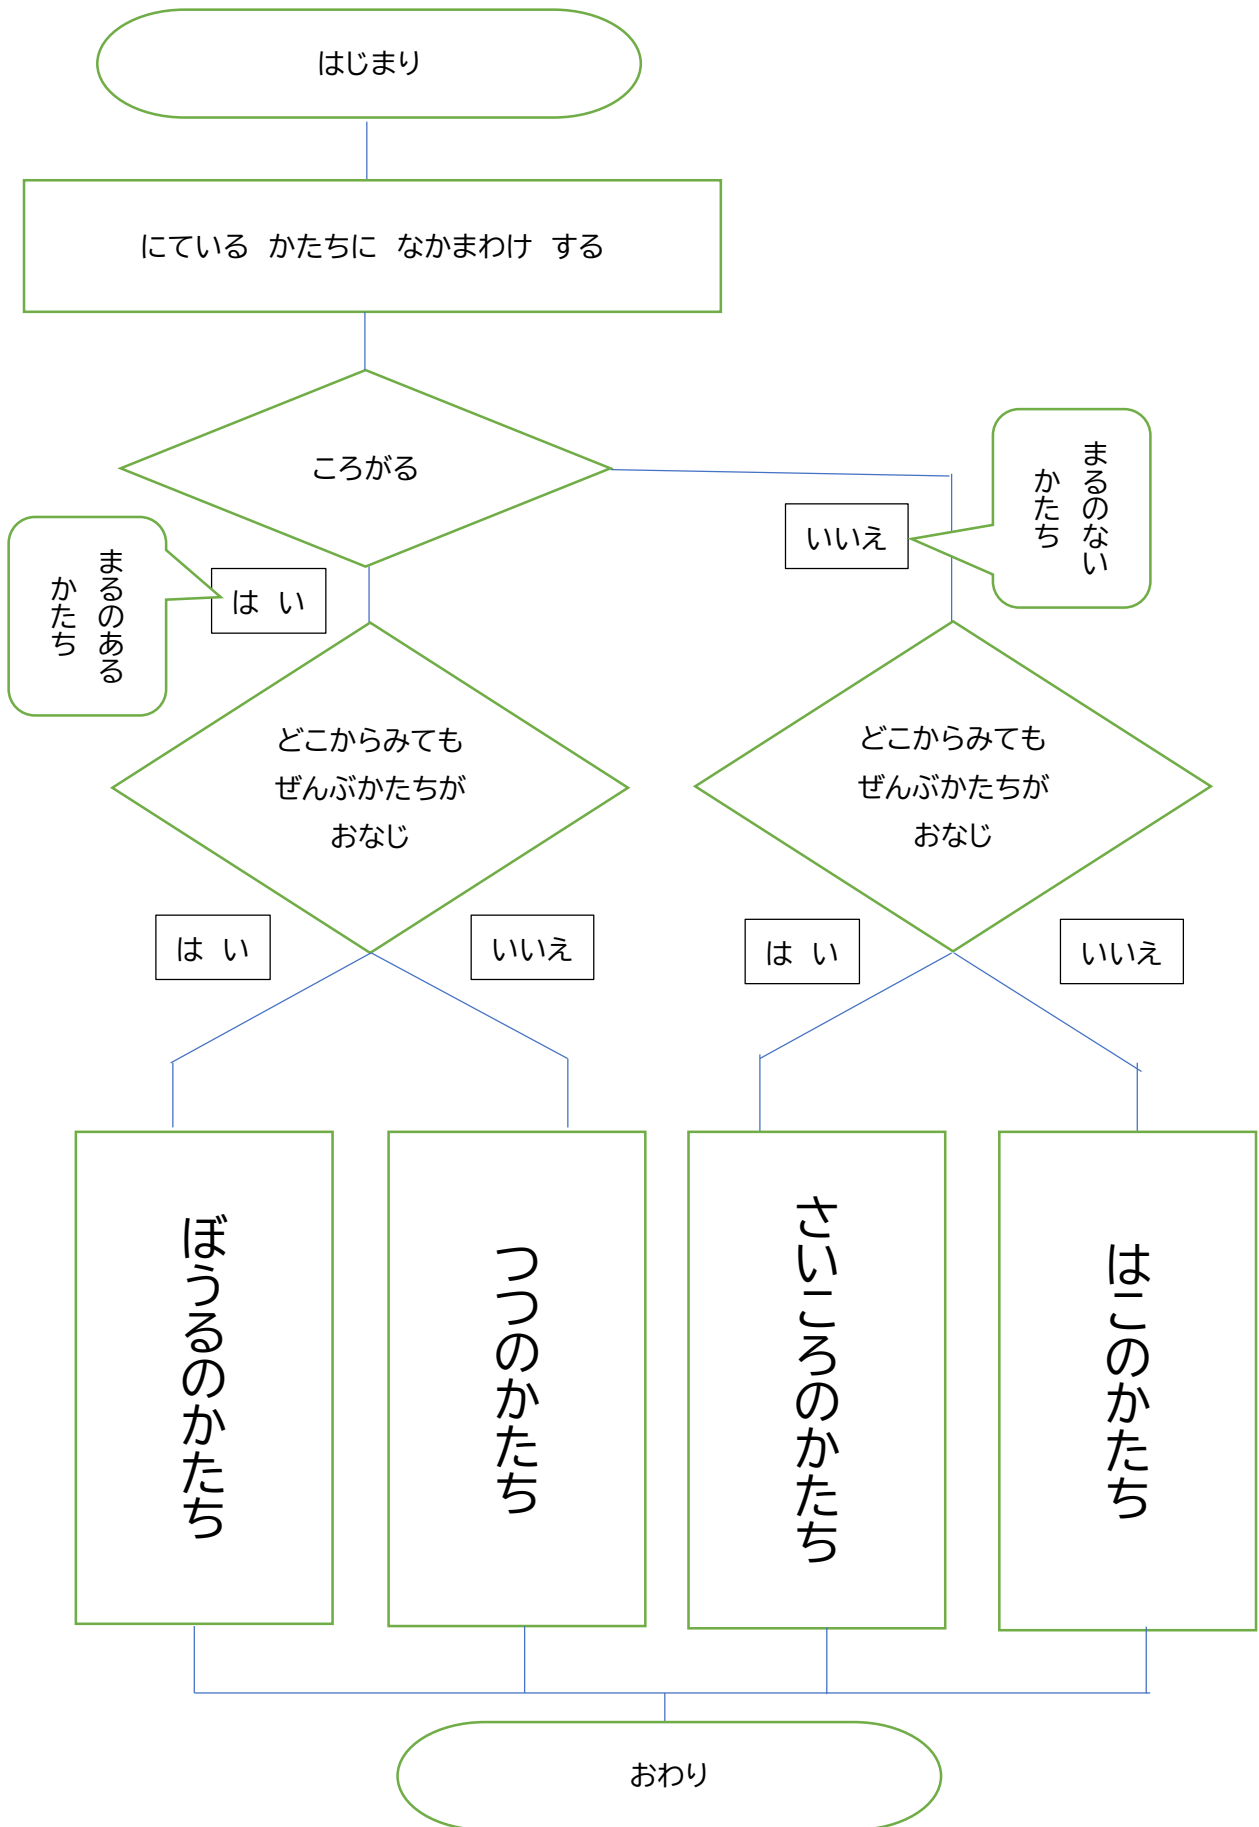 はじまり
にている かたちに なかまわけ する
ころがる
まるのない
かたち
いいえ
まるのある
かたち
は い
どこからみても
ぜんぶかたちが
おなじ
どこからみても
ぜんぶかたちが
おなじ
は い
いいえ
は い
いいえ
ぼうるのかたち
つつのかたち
さいころのかたち
はこのかたち
おわり